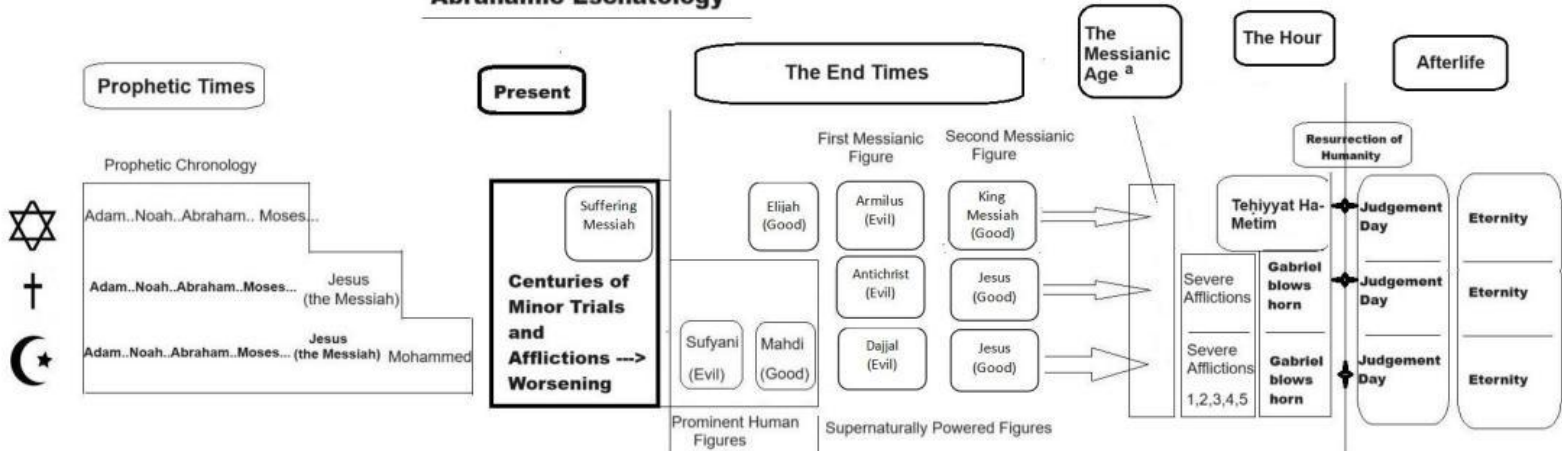 Abrahamic Eschatology
Prophetic Times
Present
The End Times
The
Messianic
Age a
The Hour
Afterlife
Prophetic Chronology
First Messianic
Figure
Second Messianic
Figure
Resurrection of
Humanity
Adam..Noah..Abraham.. Moses...
Suffering
Messiah
Elijah
(Good)
Armilus
(Evil)
King
Messiah
(Good)
Teḥiyyat Ha-
Metim
Judgement
Day
Eternity
Adam..Noah..Abraham..Moses...
Jesus
(the Messiah)
Centuries of
Minor Trials
and
Afflictions --->
Worsening
Antichrist
(Evil)
Jesus
(Good)
Severe
Afflictions
Gabriel
blows
horn
Judgement
Day
Eternity
Adam..Noah..Abraham..Moses...
Jesus
(the Messiah)
Mohammed
Sufyani
(Evil)
Mahdi
(Good)
Dajjal
(Evil)
Jesus
(Good)
Severe
Afflictions
1,2,3,4,5
Gabriel
blows
horn
Judgement
Day
Eternity
Prominent Human
Figures
Supernaturally Powered Figures